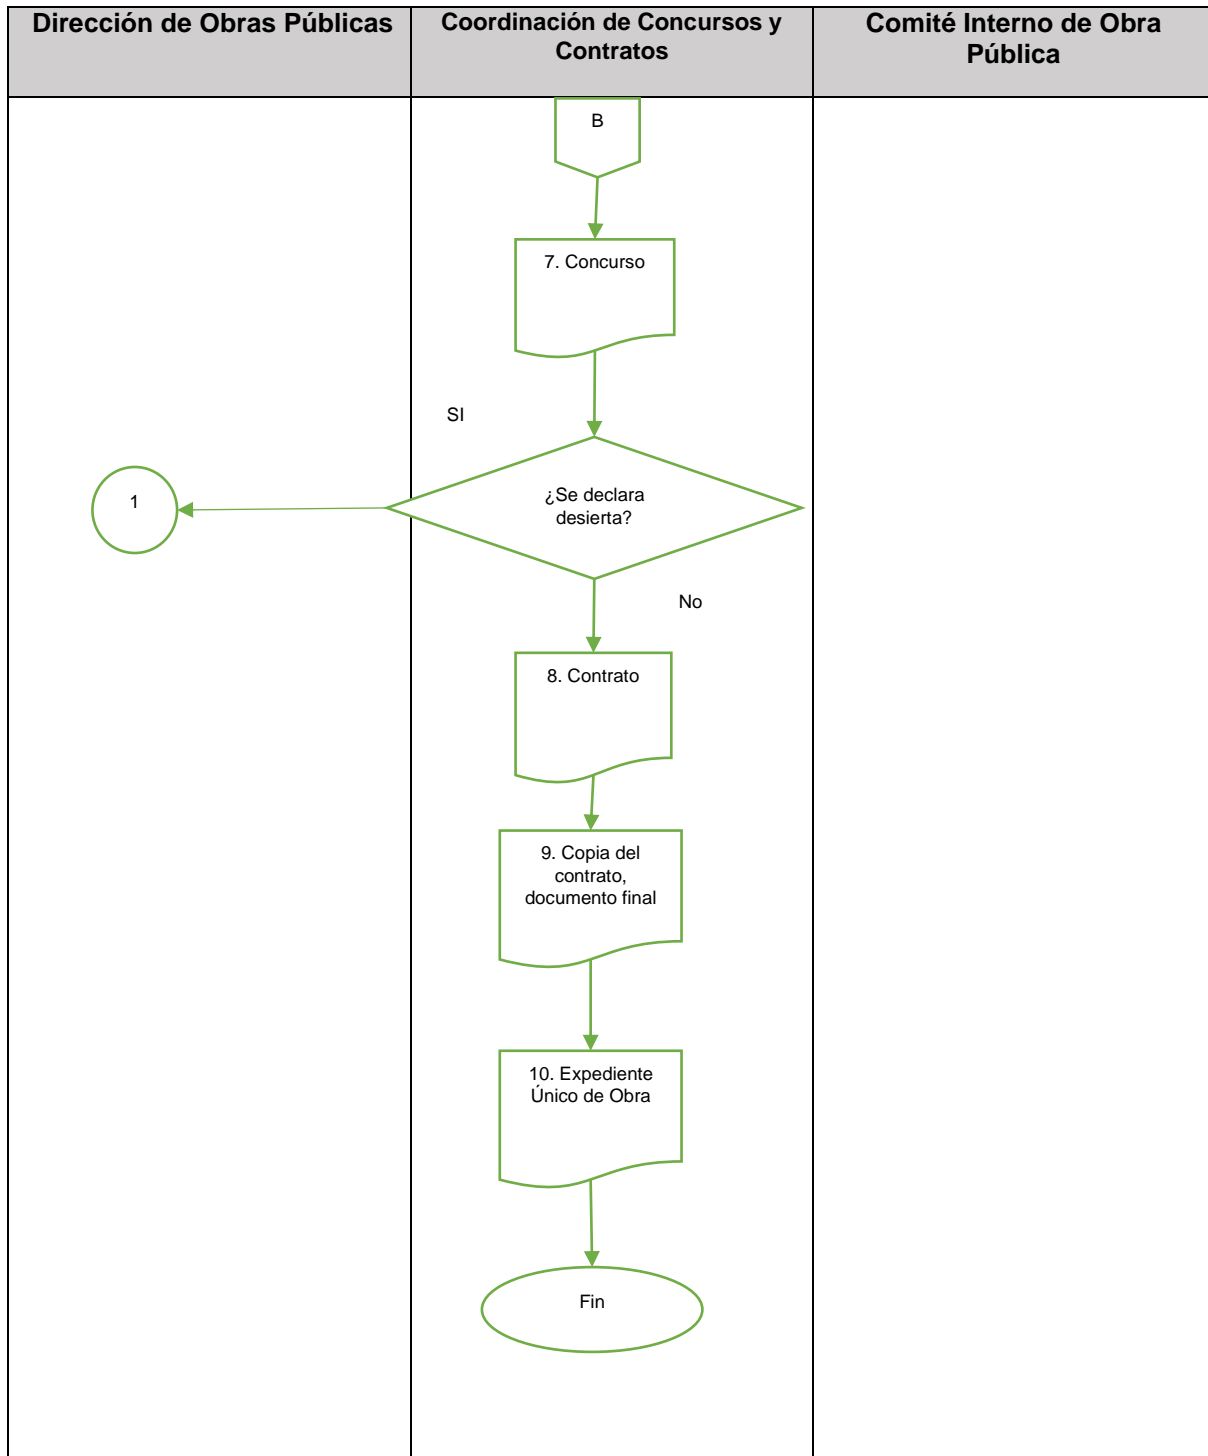 Dirección de Obras Públicas
Coordinación de Concursos y
Contratos
Comité Interno de Obra
Pública
B
7. Concurso
SI
1
¿Se declara
desierta?
No
8. Contrato
9. Copia del
contrato,
documento final
10. Expediente
Único de Obra
Fin